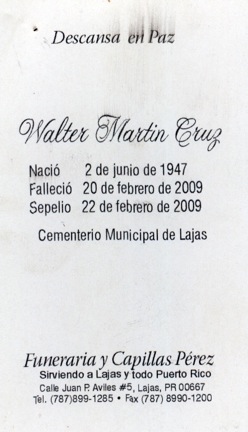 Descansa en Paz
Walter Martin Cruz
Nació 2 de junio de 1947
Falleció 20 de febrero de 2009
Sepelio 22 de febrero de 2009
Cementerio Municipal de Lajas
Funeraria y Capillas Pérez
Sirviendo a Lajas y todo Puerto Rico
Calle Juan P. Aviles #5, Lajas, PR 00667
Tel. (787)899-1285 • Fax (787) 8990-1200